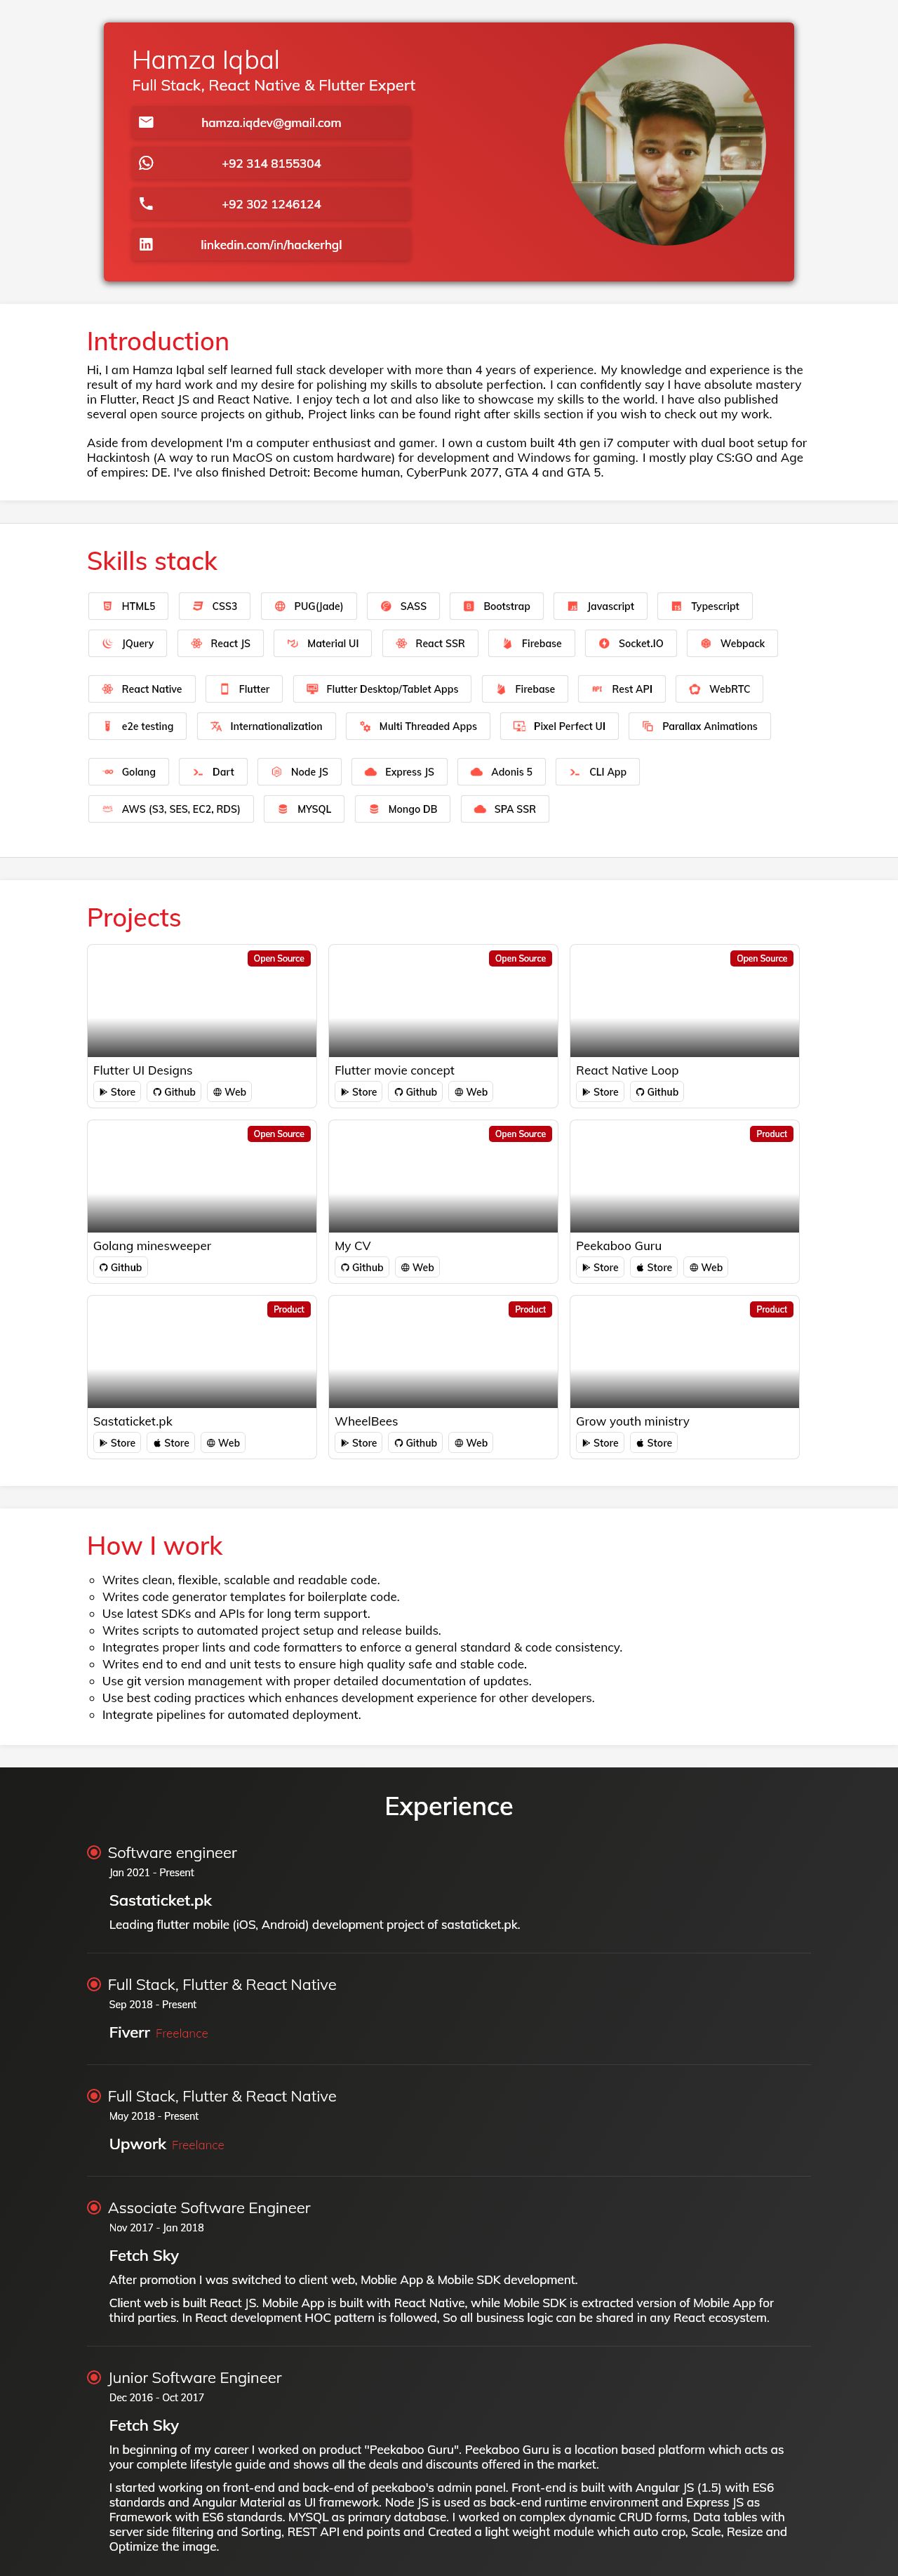 Hamza Iqbal
Full Stack, React Native & Flutter Expert
hamza.iqdev@gmail.com
+92 314 8155304
+92 302 1246124
linkedin.com/in/hackerhgl
Introduction
Hi, I am Hamza Iqbal self learned full stack developer with more than 4 years of experience. My knowledge and experience is the
result of my hard work and my desire for polishing my skills to absolute perfection. I can confidently say I have absolute mastery
in Flutter, React JS and React Native. I enjoy tech a lot and also like to showcase my skills to the world. I have also published
several open source projects on github, Project links can be found right after skills section if you wish to check out my work.
Aside from development I'm a computer enthusiast and gamer. I own a custom built 4th gen i7 computer with dual boot setup for
Hackintosh (A way to run MacOS on custom hardware) for development and Windows for gaming. I mostly play CS:GO and Age
of empires: DE. I've also finished Detroit: Become human, CyberPunk 2077, GTA 4 and GTA 5.
Skills stack
HTML5 CSS3 PUG(Jade) SASS Bootstrap Javascript Typescript
JQuery React JS Material UI React SSR Firebase Socket.IO Webpack
React Native Flutter Flutter Desktop/Tablet Apps Firebase Rest API WebRTC
e2e testing Internationalization Multi Threaded Apps Pixel Perfect UI Parallax Animations
Golang Dart Node JS Express JS Adonis 5 CLI App
AWS (S3, SES, EC2, RDS) MYSQL Mongo DB SPA SSR
Projects
Open Source Open Source Open Source
Flutter UI Designs Flutter movie concept React Native Loop
Store Github Web Store Github Web Store Github
Open Source Open Source Product
Golang minesweeper My CV Peekaboo Guru
Github Github Web Store Store Web
Product Product Product
Sastaticket.pk WheelBees Grow youth ministry
Store Store Web Store Github Web Store Store
How I work
Writes clean, flexible, scalable and readable code.
Writes code generator templates for boilerplate code.
Use latest SDKs and APIs for long term support.
Writes scripts to automated project setup and release builds.
Integrates proper lints and code formatters to enforce a general standard & code consistency.
Writes end to end and unit tests to ensure high quality safe and stable code.
Use git version management with proper detailed documentation of updates.
Use best coding practices which enhances development experience for other developers.
Integrate pipelines for automated deployment.
Experience
Software engineer
Jan 2021 - Present
Sastaticket.pk
Leading flutter mobile (iOS, Android) development project of sastaticket.pk.
Full Stack, Flutter & React Native
Sep 2018 - Present
Fiverr Freelance
Full Stack, Flutter & React Native
May 2018 - Present
Upwork Freelance
Associate Software Engineer
Nov 2017 - Jan 2018
Fetch Sky
After promotion I was switched to client web, Moblie App & Mobile SDK development.
Client web is built React JS. Mobile App is built with React Native, while Mobile SDK is extracted version of Mobile App for
third parties. In React development HOC pattern is followed, So all business logic can be shared in any React ecosystem.
Junior Software Engineer
Dec 2016 - Oct 2017
Fetch Sky
In beginning of my career I worked on product "Peekaboo Guru". Peekaboo Guru is a location based platform which acts as
your complete lifestyle guide and shows all the deals and discounts offered in the market.
I started working on front-end and back-end of peekaboo's admin panel. Front-end is built with Angular JS (1.5) with ES6
standards and Angular Material as UI framework. Node JS is used as back-end runtime environment and Express JS as
Framework with ES6 standards. MYSQL as primary database. I worked on complex dynamic CRUD forms, Data tables with
server side filtering and Sorting, REST API end points and Created a light weight module which auto crop, Scale, Resize and
Optimize the image.